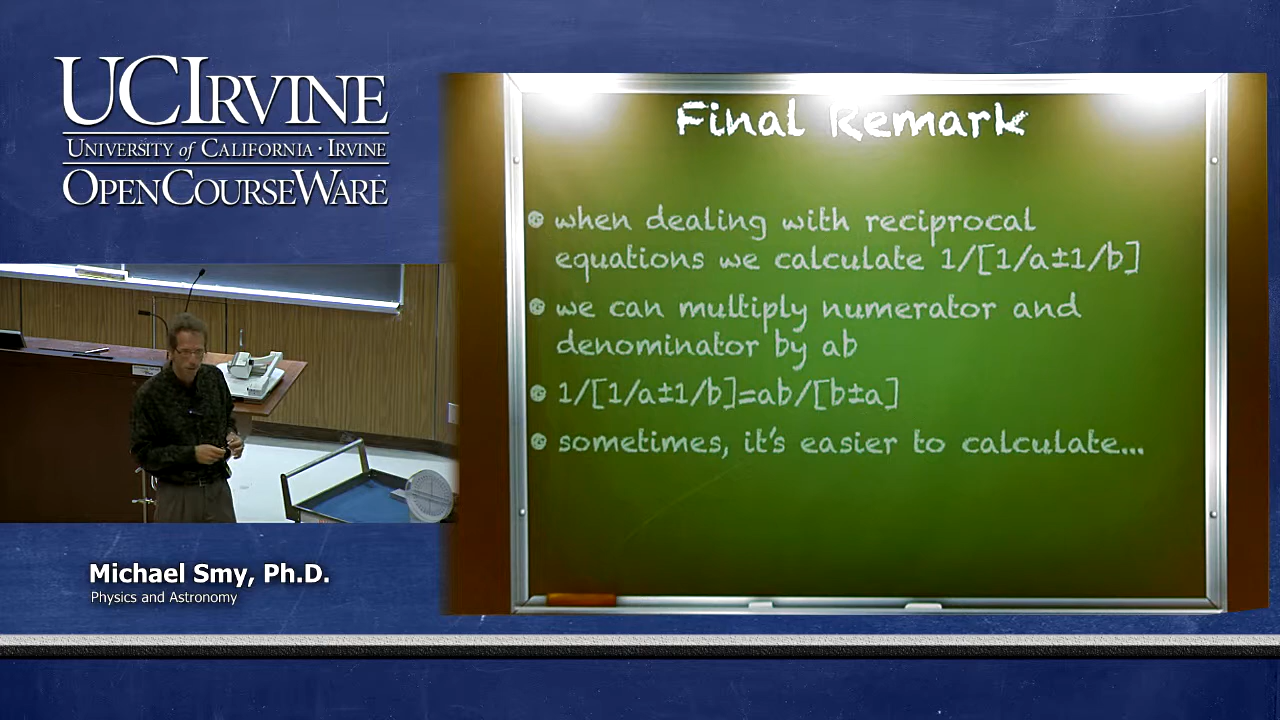 UCIRVINE
UNIVERSITY of CALIFORNIA · IRVINE
OPENCOURSEWARE
Michael Smy, Ph.D.
Physics and Astronomy
Final Remark
when dealing with reciprocal
equations we calculate 1/[1/a±1/b]
we can multiply numerator and
denominator by ab
1/[1/a±1/b]=ab/[b±a]
sometimes, it's easier to calculate...